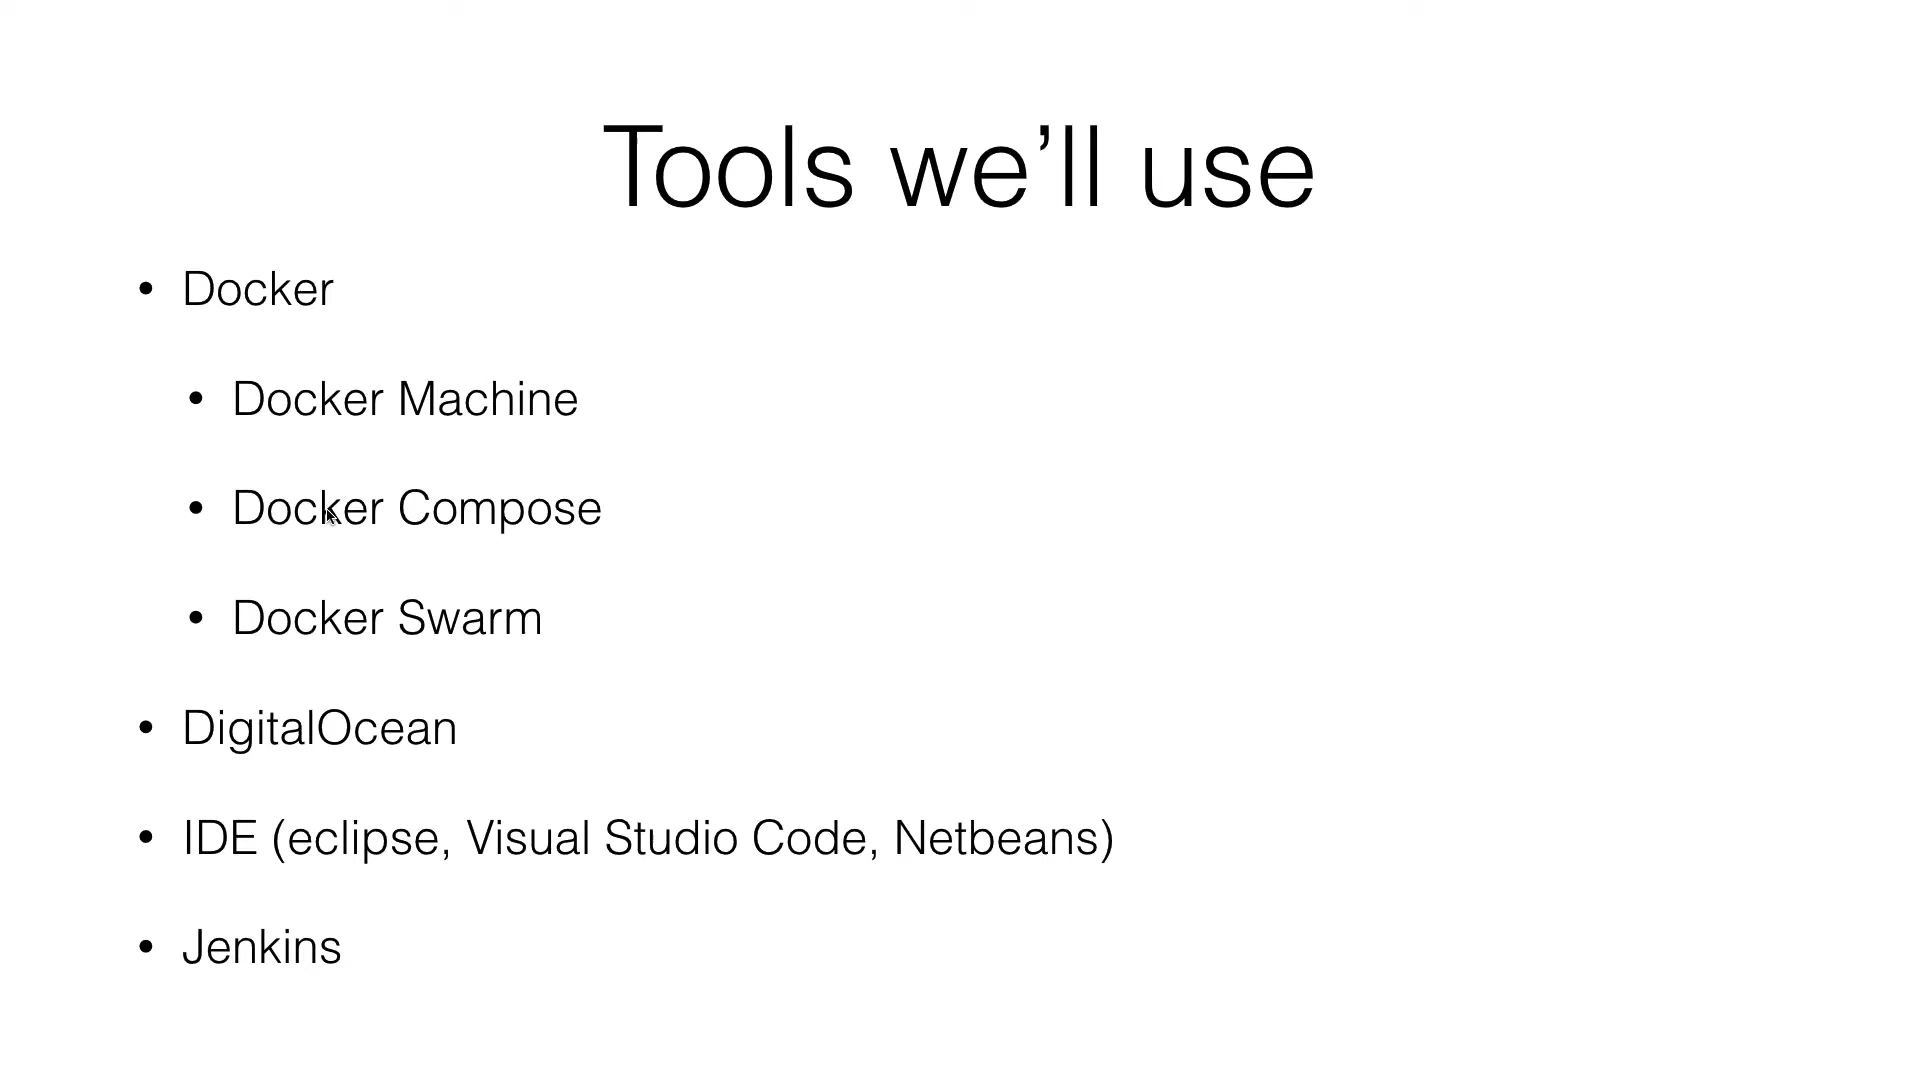 Tools we’ll use
• Docker
• Docker Machine
• Docker Compose
• Docker Swarm
• DigitalOcean
• IDE (eclipse, Visual Studio Code, Netbeans)
• Jenkins